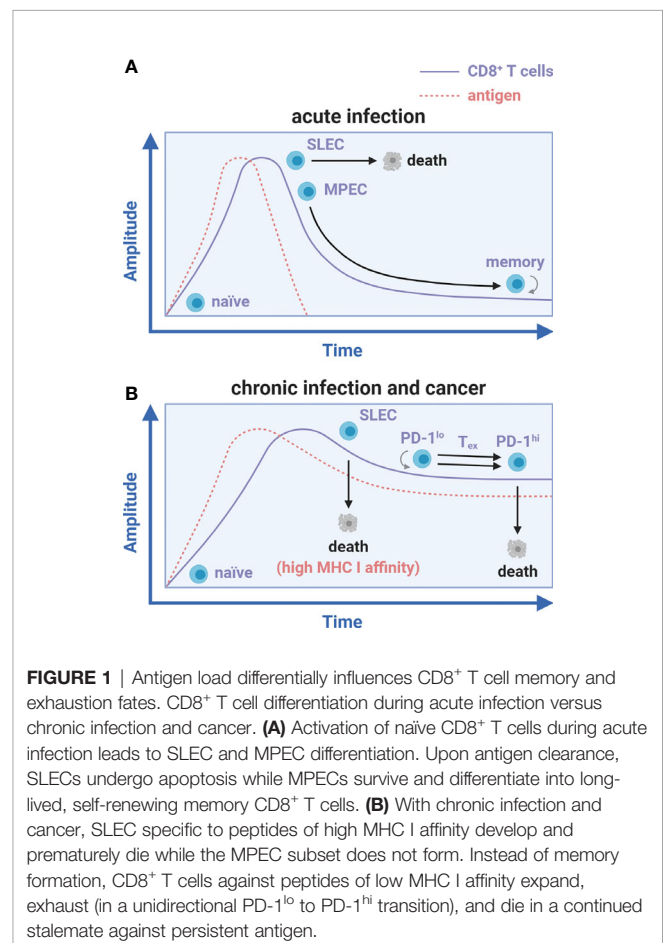 A
CD8⁺ T cells
antigen
acute infection
SLEC
death
MPEC
memory
naïve
Amplitude
Time
B
chronic infection and cancer
SLEC
PD-1ˡᵒ
Tₑₓ
PD-1ʰⁱ
death
(high MHC I affinity)
death
naïve
Amplitude
Time
FIGURE 1 | Antigen load differentially influences CD8⁺ T cell memory and
exhaustion fates. CD8⁺ T cell differentiation during acute infection versus
chronic infection and cancer. (A) Activation of naïve CD8⁺ T cells during acute
infection leads to SLEC and MPEC differentiation. Upon antigen clearance,
SLECs undergo apoptosis while MPECs survive and differentiate into long-
lived, self-renewing memory CD8⁺ T cells. (B) With chronic infection and
cancer, SLEC specific to peptides of high MHC I affinity develop and
prematurely die while the MPEC subset does not form. Instead of memory
formation, CD8⁺ T cells against peptides of low MHC I affinity expand,
exhaust (in a unidirectional PD-1ˡᵒ to PD-1ʰⁱ transition), and die in a continued
stalemate against persistent antigen.